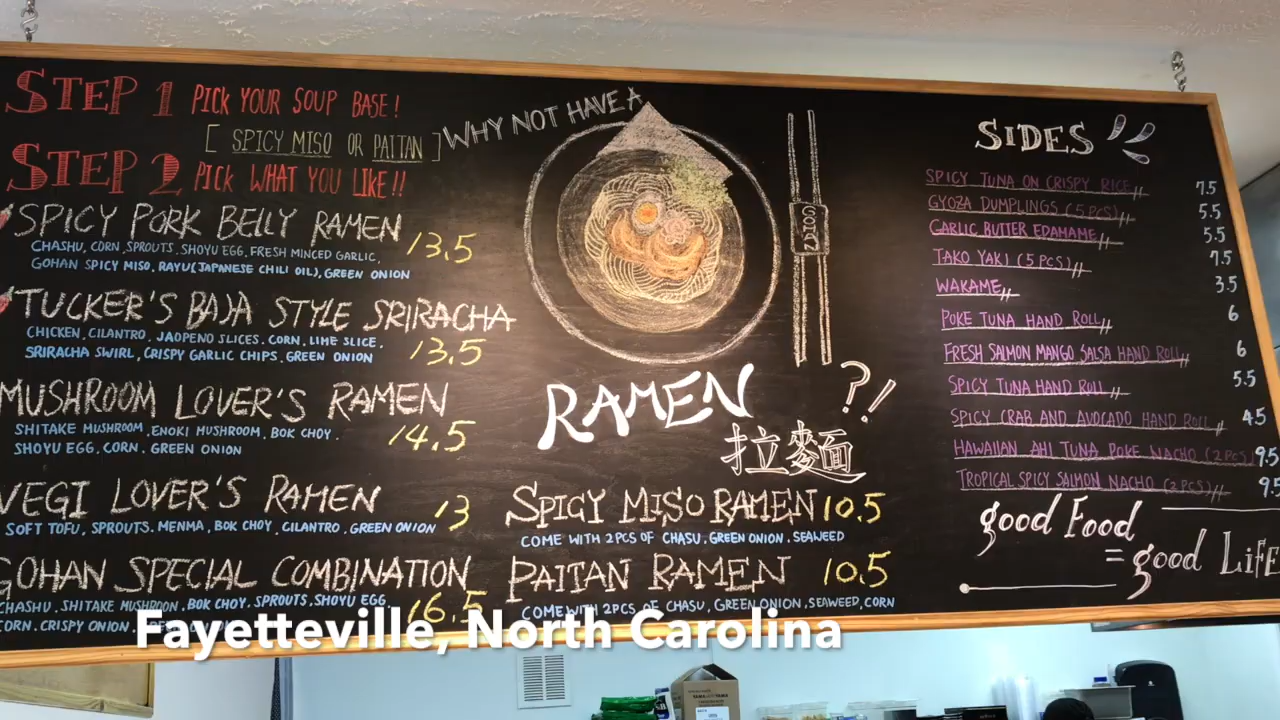 STEP 1 PICK YOUR SOUP BASE!
[ SPICY MISO OR PAITAN ]
STEP 2 PICK WHAT YOU LIKE!!
SPICY PORK BELLY RAMEN 13.5
CHASHU, CORN, SPROUTS, SHOYU EGG, FRESH MINCED GARLIC,
GOHAN SPICY MISO, RAYU(JAPANESE CHILI OIL), GREEN ONION
TUCKER'S BAJA STYLE SRIRACHA
CHICKEN, CILANTRO, JAOPENO SLICES, CORN, LIME SLICE,
SRIRACHA SWIRL, CRISPY GARLIC CHIPS, GREEN ONION 13.5
MUSHROOM LOVER'S RAMEN
SHITAKE MUSHROOM, ENOKI MUSHROOM, BOK CHOY, 14.5
SHOYU EGG, CORN, GREEN ONION
VEGI LOVER'S RAMEN 13
SOFT TOFU, SPROUTS, MENMA, BOK CHOY, CILANTRO, GREEN ONION
GOHAN SPECIAL COMBINATION
CHASHU, SHITAKE MUSHROOM, BOK CHOY, SPROUTS, SHOYU EGG 16.5
CORN, CRISPY ONION,
WHY NOT HAVE A
GOHAN
RAMEN ?!
拉麵
SPICY MISO RAMEN 10.5
COME WITH 2PCS OF CHASU, GREEN ONION, SEAWEED
PAITAN RAMEN 10.5
COME WITH 2PCS OF CHASU, GREEN ONION, SEAWEED, CORN
SIDES
SPICY TUNA ON CRISPY RICE 7.5
GYOZA DUMPLINGS (5 PCS) 5.5
GARLIC BUTTER EDAMAME 5.5
TAKO YAKI (5 PCS) 7.5
WAKAME 3.5
POKE TUNA HAND ROLL 6
FRESH SALMON MANGO SALSA HAND ROLL 6
SPICY TUNA HAND ROLL 5.5
SPICY CRAB AND AVOCADO HAND ROLL 4.5
HAWAIIAN AHI TUNA POKE NACHO (2 PCS) 9.5
TROPICAL SPICY SALMON NACHO (2 PCS) 9.5
good Food
= good LIFE
Fayetteville, North Carolina